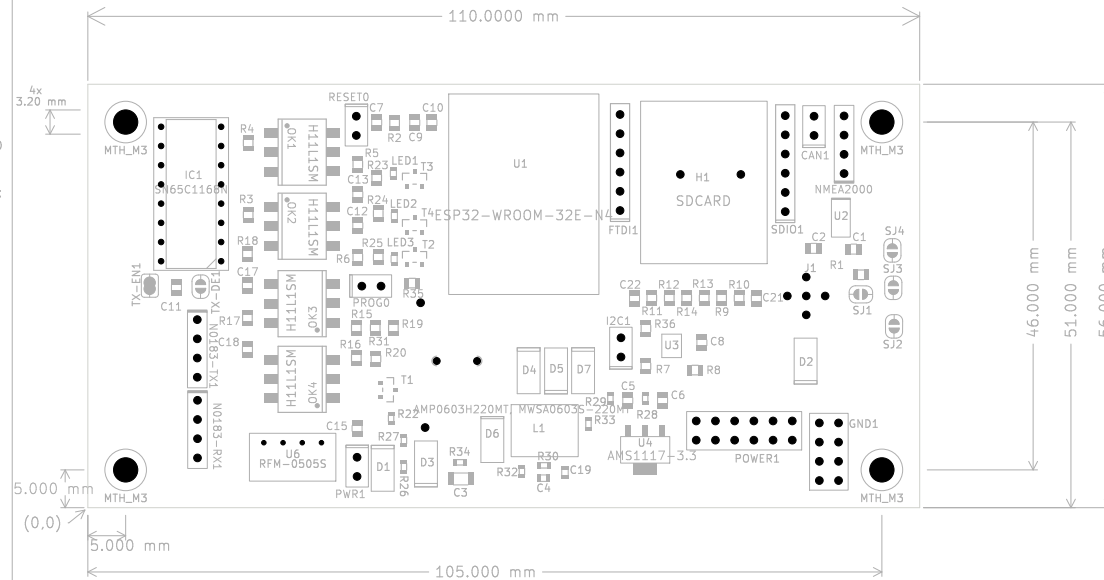 110.0000 mm
4x
3.20 mm
RESET0
C7
C10
R2
C9
R4
OK1
H11L1SM
MTH_M3
IC1
SN65C1168N
R5
LED1
R23
T3
C13
U1
ESP32-WROOM-32E-N4
FTDI1
H1
SDCARD
SDIO1
CAN1
NMEA2000
MTH_M3
R3
OK2
H11L1SM
R24
LED2
C12
T4
U2
SJ4
R18
R6
R25
LED3
T2
C2
C1
R1
SJ3
TX-EN1
C11
TX-DE1
C17
PROG0
R35
J1
SJ1
C22
R12
R13
R10
C21
R11
R14
R9
R17
H11L1SM
OK3
R15
R31
R19
I2C1
R36
SJ2
N0183-TX1
C18
R16
R20
U3
C8
R7
R8
D2
H11L1SM
OK4
T1
D4
D5
D7
R29
C5
C6
R28
N0183-RX1
R22
AMP0603H220MT, MWSA0603S-220MT
R33
C15
R27
D6
L1
U4
AMS1117-3.3
POWER1
GND1
U6
RFM-0505S
PWR1
D1
R26
D3
R34
C3
R32
R30
C4
C19
MTH_M3
MTH_M3
5.000 mm
(0,0)
5.000 mm
105.000 mm
46.000 mm
51.000 mm